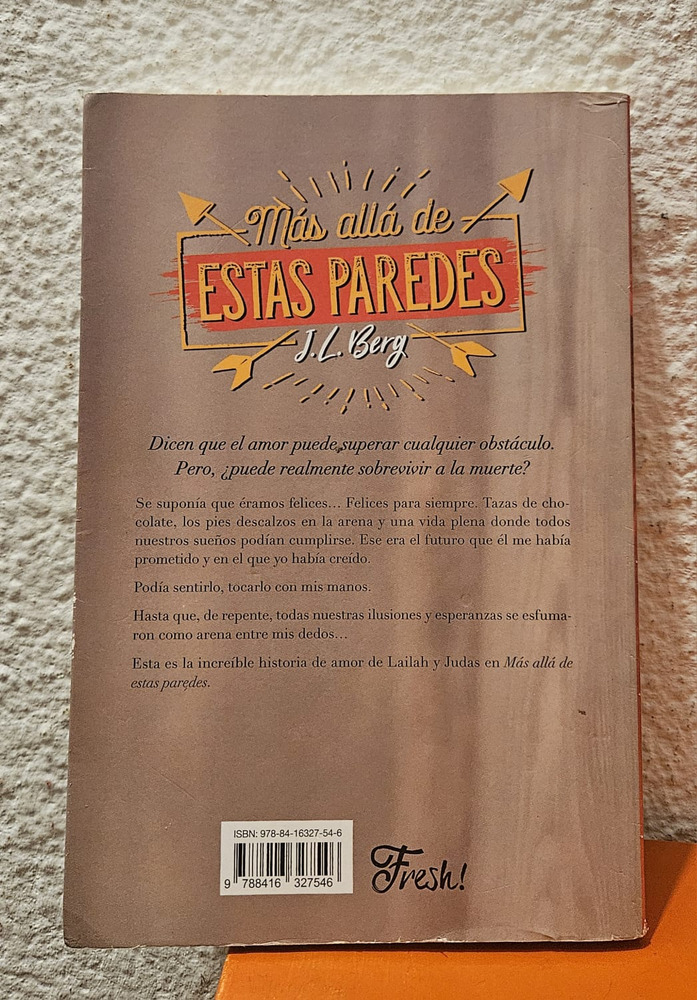 Más allá de
ESTAS PAREDES
J.L. Berg
Dicen que el amor puede superar cualquier obstáculo.
Pero, ¿puede realmente sobrevivir a la muerte?
Se suponía que éramos felices... Felices para siempre. Tazas de cho-
colate, los pies descalzos en la arena y una vida plena donde todos
nuestros sueños podían cumplirse. Ese era el futuro que él me había
prometido y en el que yo había creído.
Podía sentirlo, tocarlo con mis manos.
Hasta que, de repente, todas nuestras ilusiones y esperanzas se esfuma-
ron como arena entre mis dedos...
Esta es la increíble historia de amor de Lailah y Judas en Más allá de
estas paredes.
ISBN: 978-84-16327-54-6
9 788416 327546
Fresh!